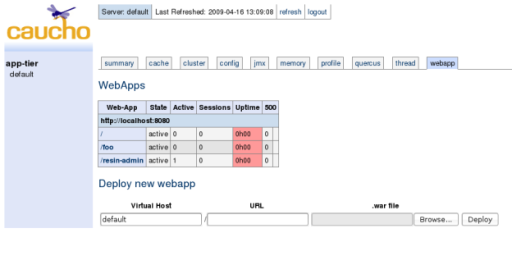 Server: default Last Refreshed: 2009-04-16 13:09:08 refresh logout
caucho
app-tier
default
summary cache cluster config jmx memory profile quercus thread webapp
WebApps
Web-App State Active Sessions Uptime 500
http://localhost:8080
/ active 0 0 0h00 0
/foo active 0 0 0h00 0
/resin-admin active 1 0 0h00 0
Deploy new webapp
Virtual Host URL .war file
default / Browse... Deploy